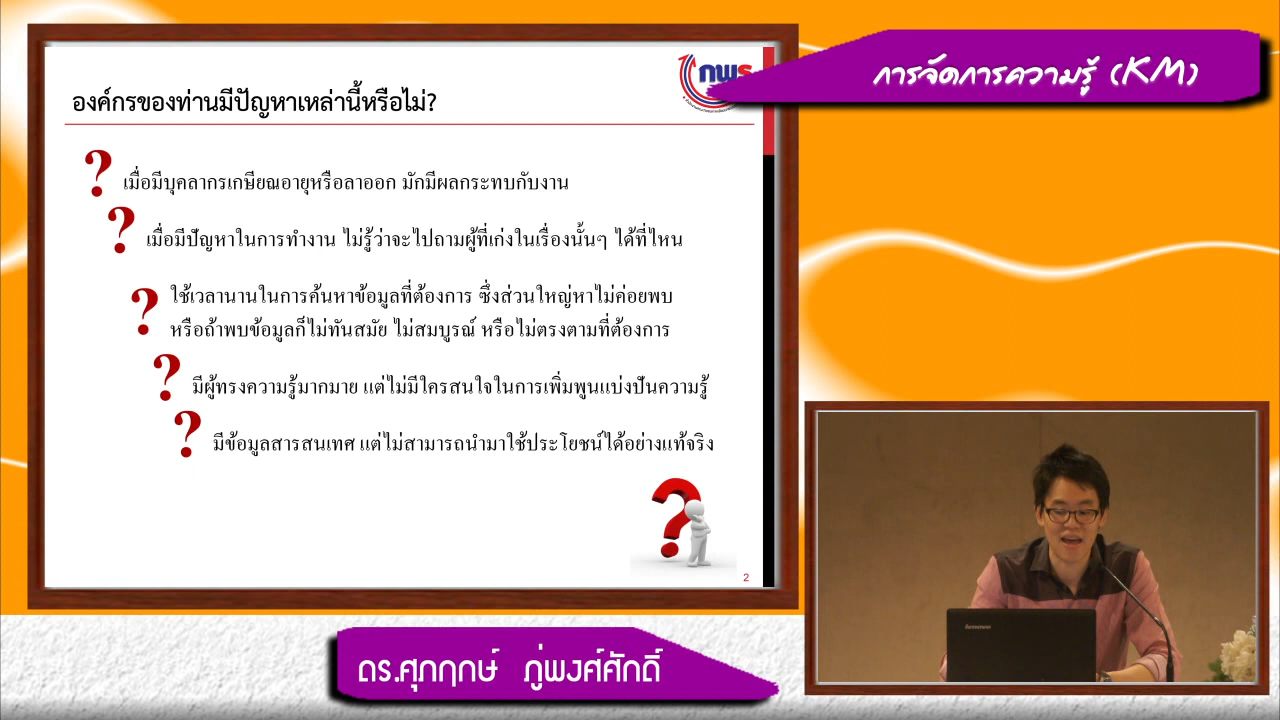 การจัดการความรู้ (KM)
กพร
องค์กรของท่านมีปัญหาเหล่านี้หรือไม่?
? เมื่อมีบุคลากรเกษียณอายุหรือลาออก มักมีผลกระทบกับงาน
? เมื่อมีปัญหาในการทำงาน ไม่รู้ว่าจะไปถามผู้ที่เก่งในเรื่องนั้นๆ ได้ที่ไหน
? ใช้เวลานานในการค้นหาข้อมูลที่ต้องการ ซึ่งส่วนใหญ่หาไม่ค่อยพบ
หรือถ้าพบข้อมูลก็ไม่ทันสมัย ไม่สมบูรณ์ หรือไม่ตรงตามที่ต้องการ
? มีผู้ทรงความรู้มากมาย แต่ไม่มีใครสนใจในการเพิ่มพูนแบ่งปันความรู้
? มีข้อมูลสารสนเทศ แต่ไม่สามารถนำมาใช้ประโยชน์ได้อย่างแท้จริง
2
ดร.ศุภฤกษ์ ภู่พงศ์ศักดิ์